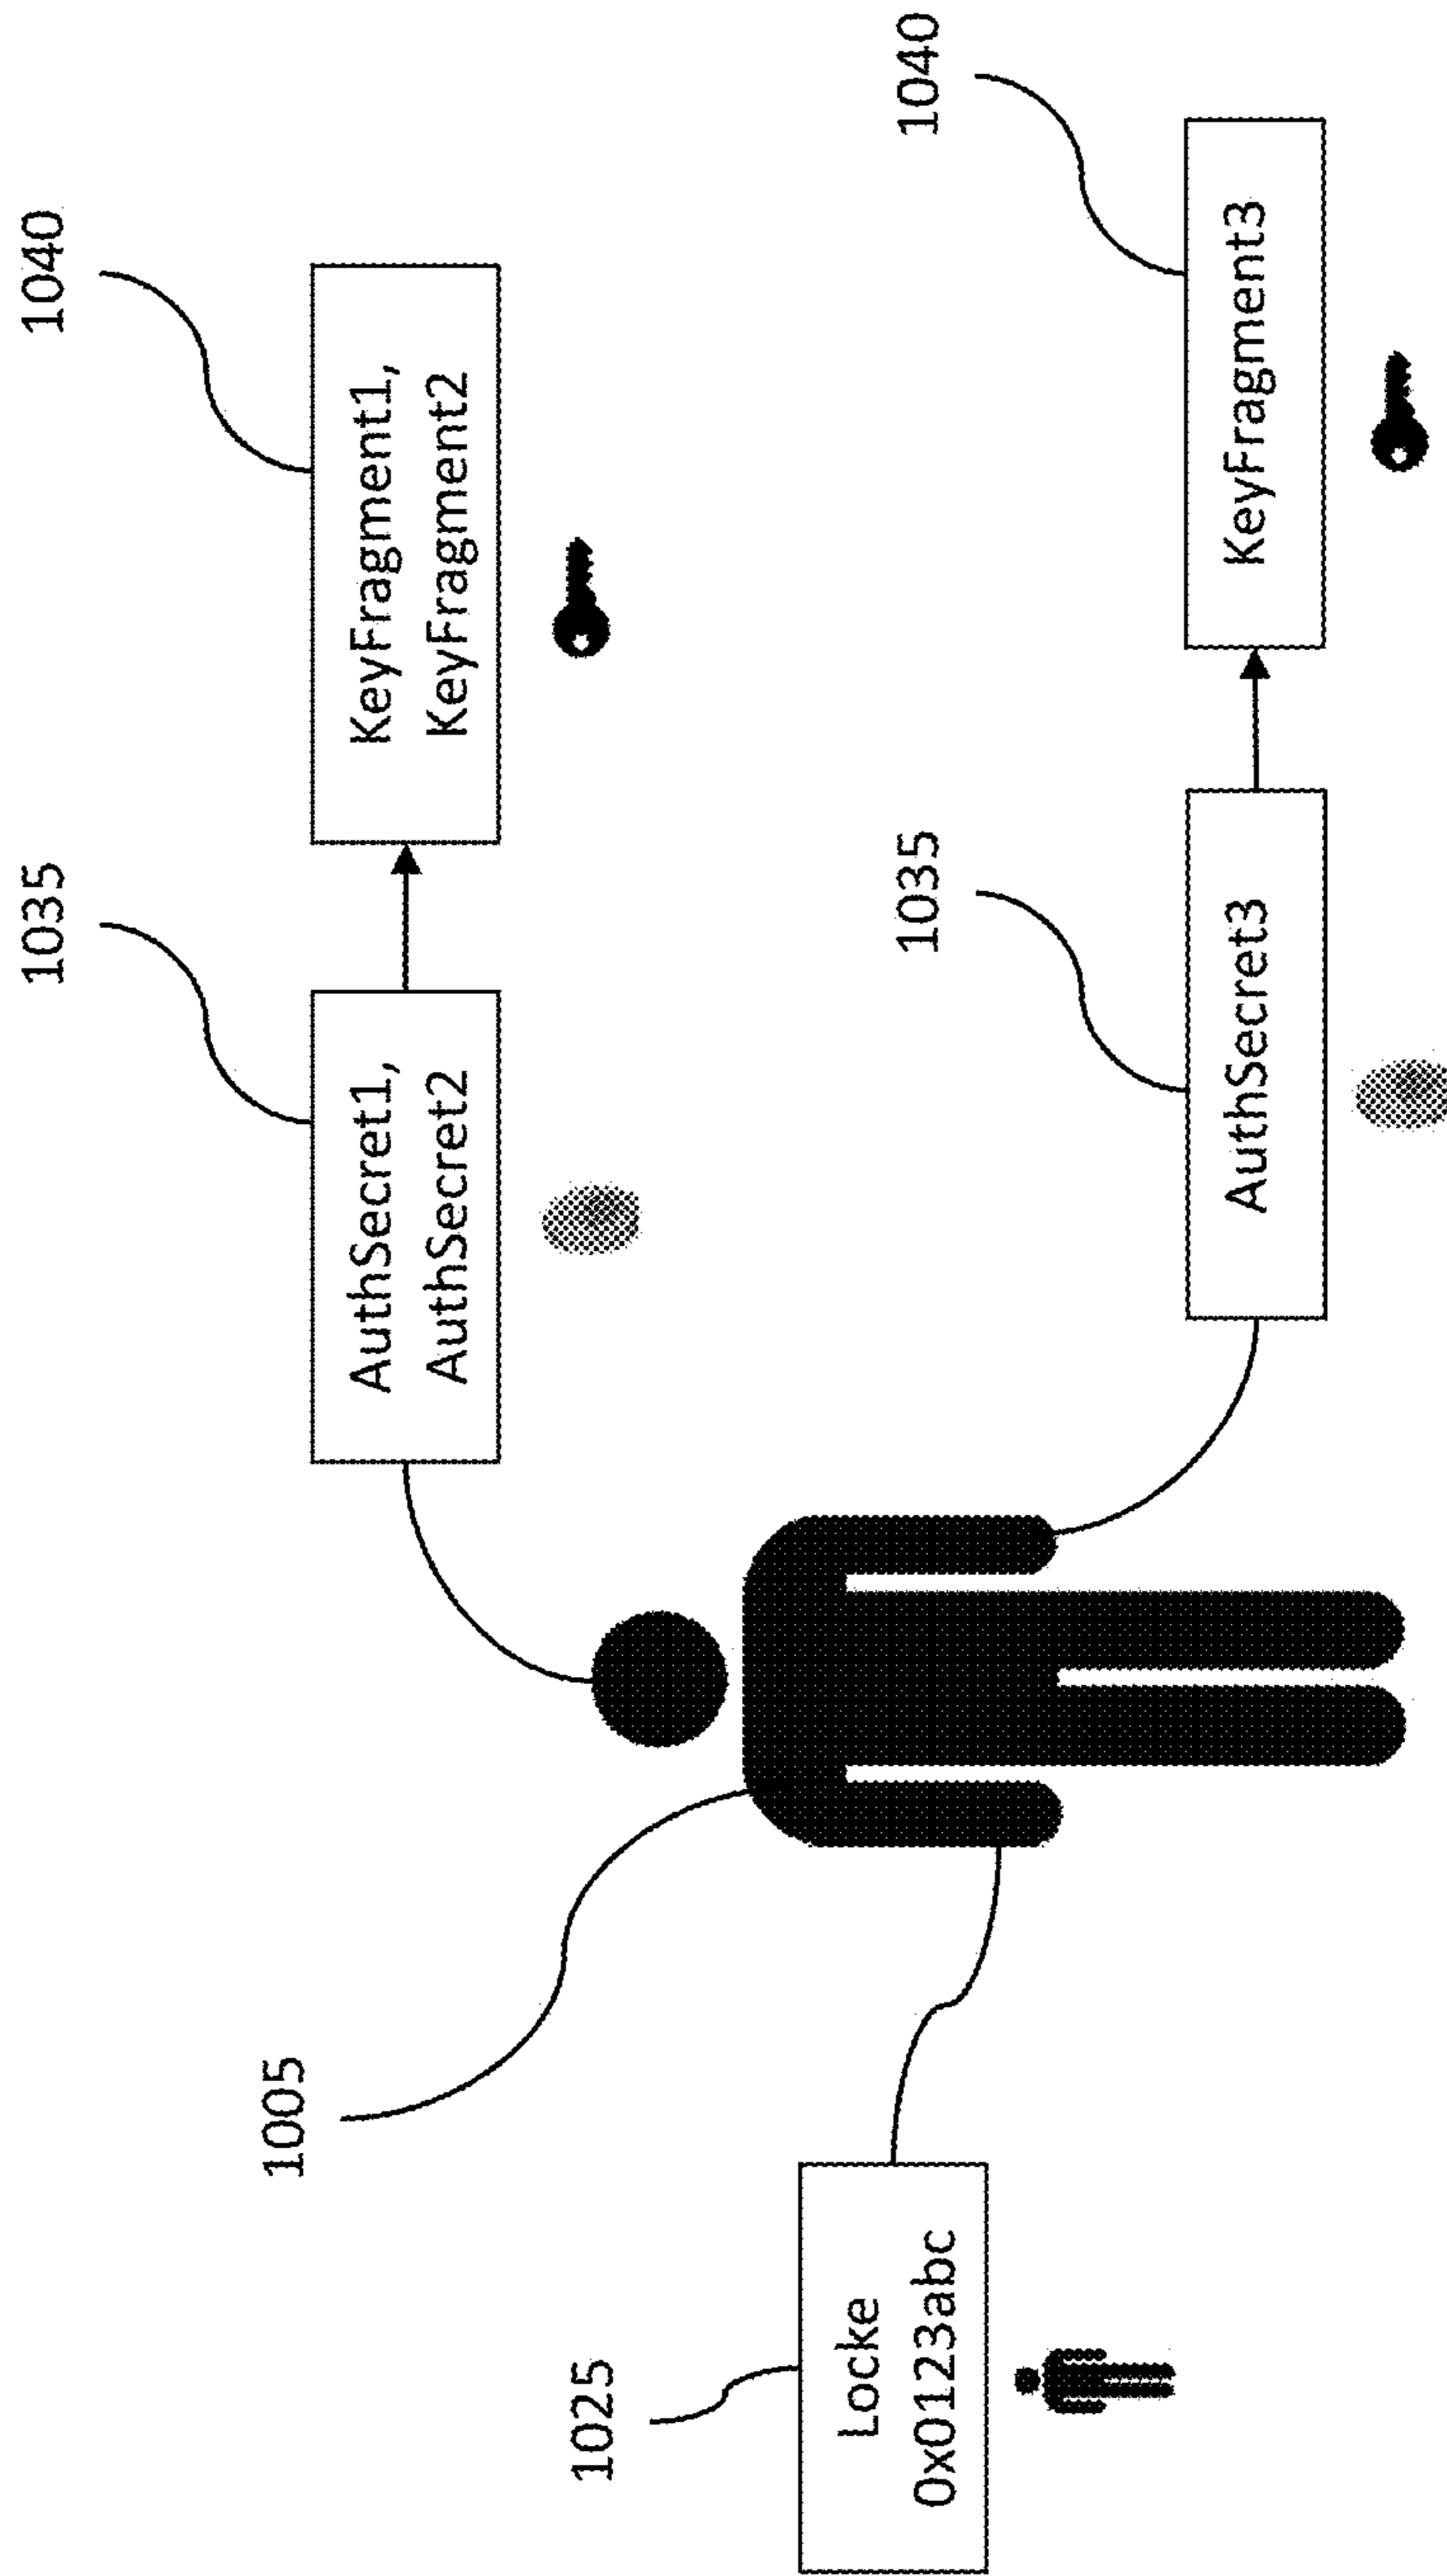 1040
1035
KeyFragment1,
KeyFragment2
AuthSecret1,
AuthSecret2
1005
1025
Locke
0x0123abc
1035
1040
AuthSecret3
KeyFragment3